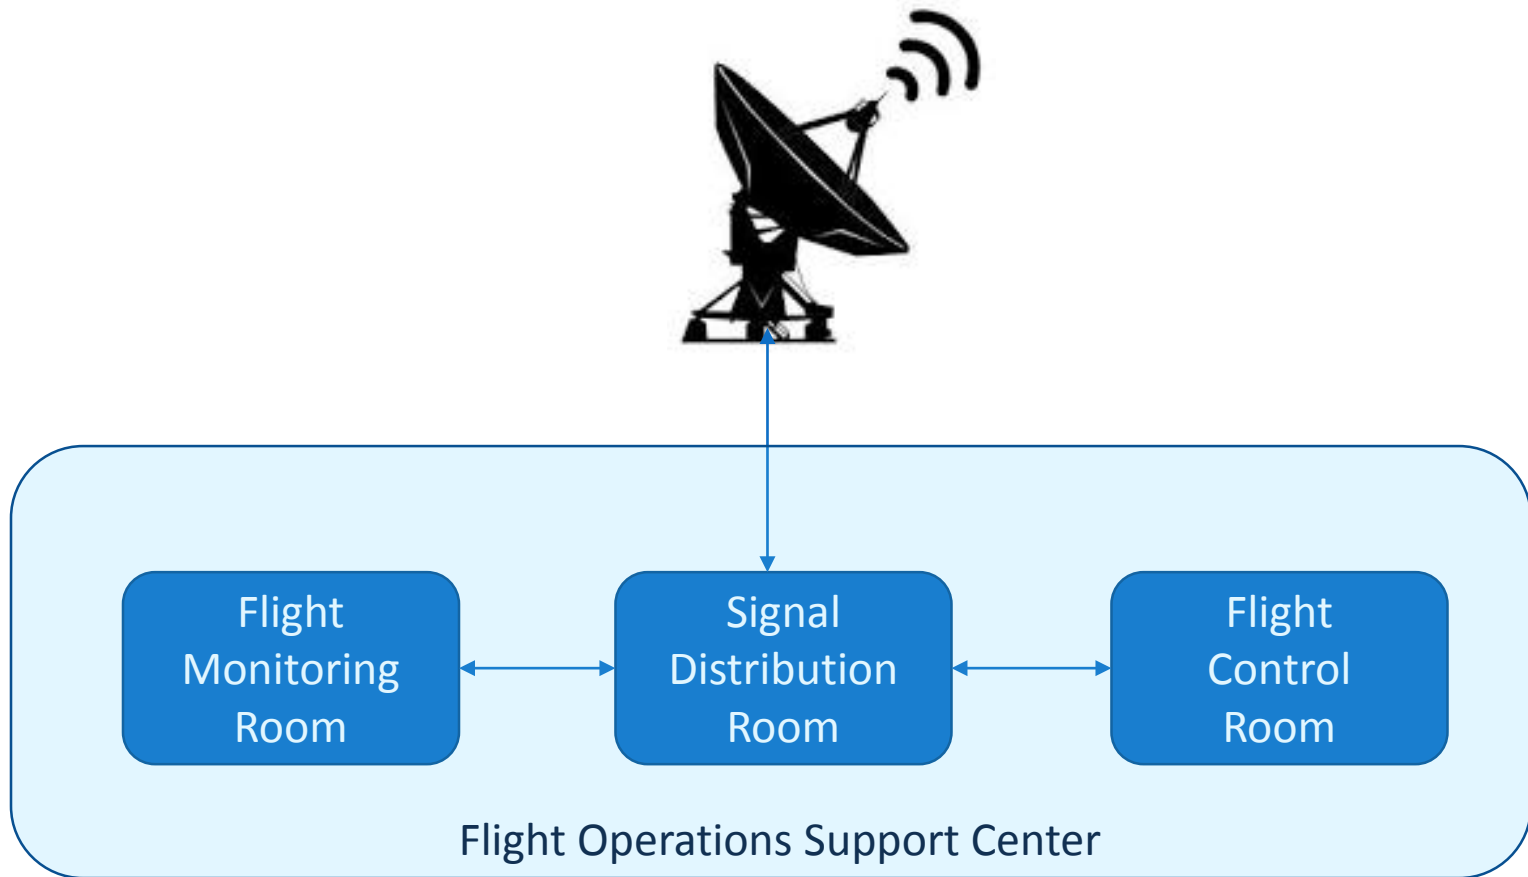 Flight
Monitoring
Room
Signal
Distribution
Room
Flight
Control
Room
Flight Operations Support Center